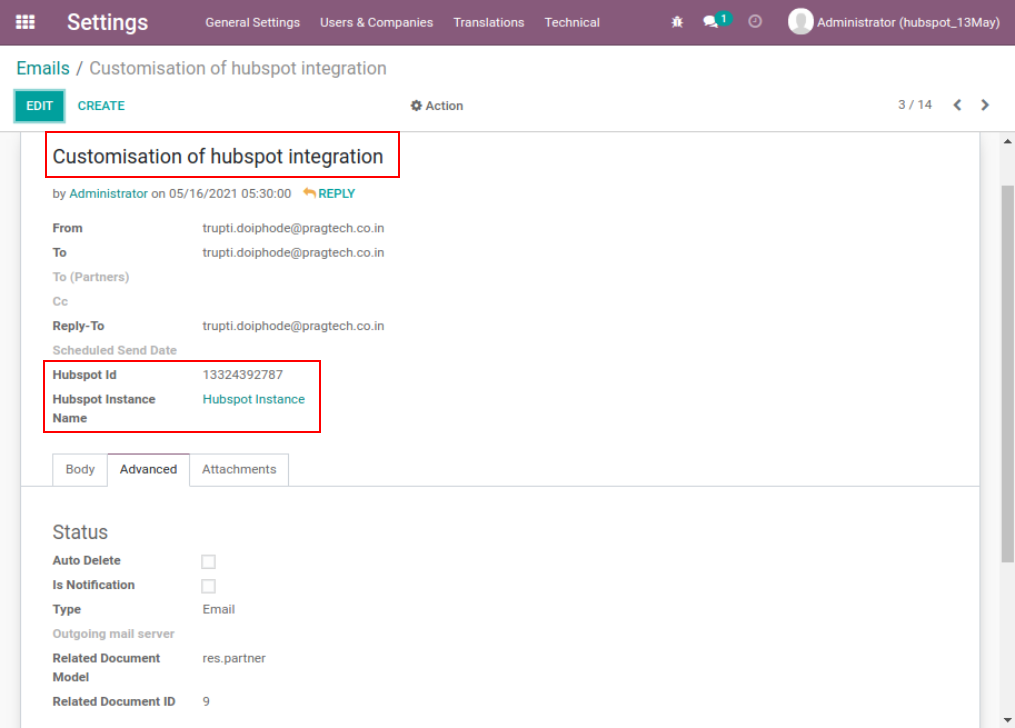 Settings General Settings Users & Companies Translations Technical 1 Administrator (hubspot_13May)
Emails / Customisation of hubspot integration
EDIT CREATE Action 3 / 14
Customisation of hubspot integration
by Administrator on 05/16/2021 05:30:00 REPLY
From trupti.doiphode@pragtech.co.in
To trupti.doiphode@pragtech.co.in
To (Partners)
Cc
Reply-To trupti.doiphode@pragtech.co.in
Scheduled Send Date
Hubspot Id 13324392787
Hubspot Instance Hubspot Instance
Name
Body Advanced Attachments
Status
Auto Delete
Is Notification
Type Email
Outgoing mail server
Related Document res.partner
Model
Related Document ID 9